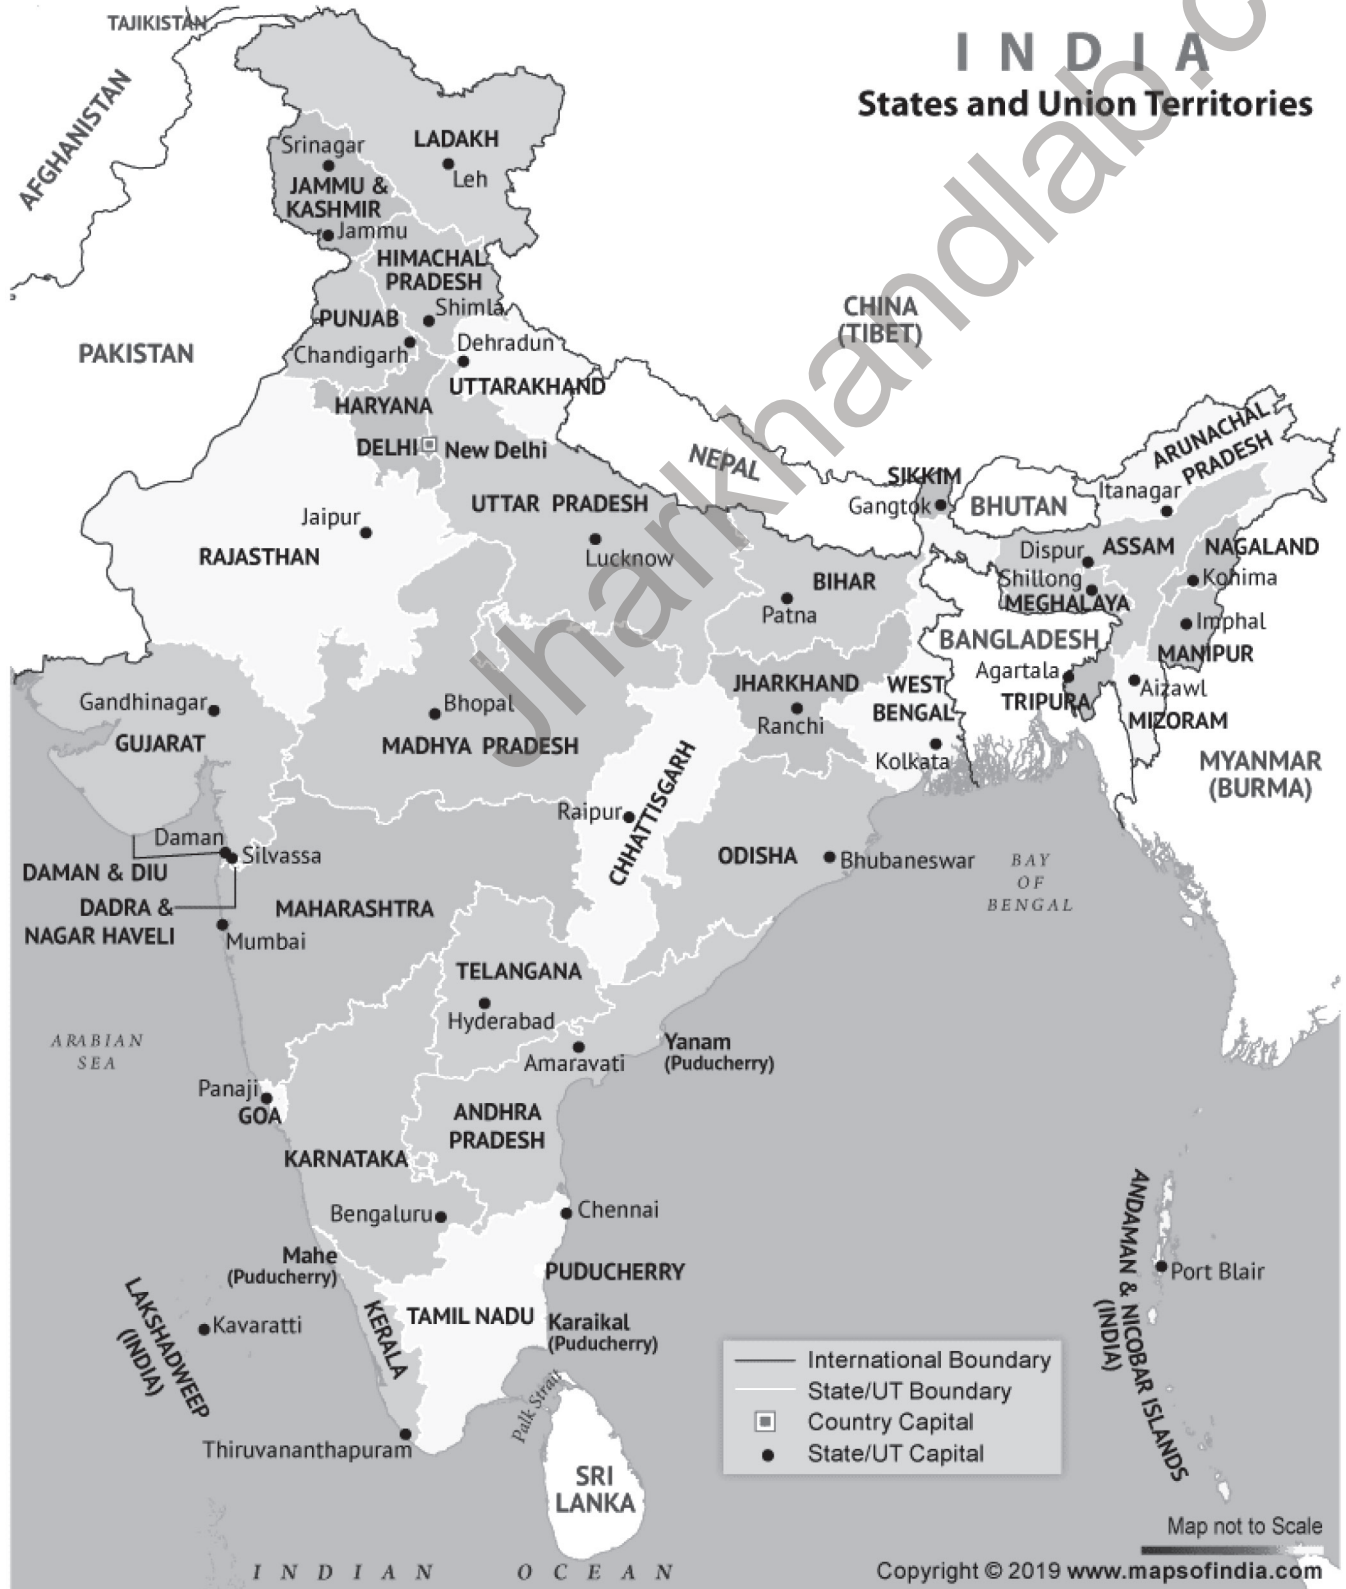 TAJIKISTAN
I N D I A
States and Union Territories
AFGHANISTAN
LADAKH
Srinagar
Leh
JAMMU &
KASHMIR
Jammu
HIMACHAL
PRADESH
Shimla
PUNJAB
Chandigarh
CHINA
(TIBET)
PAKISTAN
Dehradun
UTTARAKHAND
HARYANA
DELHI
New Delhi
NEPAL
SIKKIM
Gangtok
BHUTAN
ARUNACHAL
PRADESH
Itanagar
UTTAR PRADESH
Jaipur
RAJASTHAN
Lucknow
Dispur
ASSAM
NAGALAND
Shillong
Kohima
MEGHALAYA
BIHAR
Patna
Imphal
BANGLADESH
MANIPUR
Agartala
Aizawl
TRIPURA
MIZORAM
JHARKHAND
Ranchi
WEST
BENGAL
Kolkata
Gandhinagar
GUJARAT
Bhopal
MADHYA PRADESH
MYANMAR
(BURMA)
Raipur
CHHATTISGARH
Daman
Silvassa
DAMAN & DIU
DADRA &
NAGAR HAVELI
ODISHA
Bhubaneswar
BAY
OF
BENGAL
MAHARASHTRA
Mumbai
TELANGANA
Hyderabad
ARABIAN
SEA
Amaravati
Yanam
(Puducherry)
Panaji
GOA
ANDHRA
PRADESH
KARNATAKA
Bengaluru
Chennai
Mahe
(Puducherry)
PUDUCHERRY
LAKSHADWEEP
(INDIA)
Kavaratti
KERALA
TAMIL NADU
Karaikal
(Puducherry)
ANDAMAN & NICOBAR ISLANDS
(INDIA)
Port Blair
Thiruvananthapuram
Palk Strait
SRI
LANKA
International Boundary
State/UT Boundary
Country Capital
State/UT Capital
Map not to Scale
I N D I A N O C E A N
Copyright © 2019 www.mapsofindia.com
Jharkhandlab.c